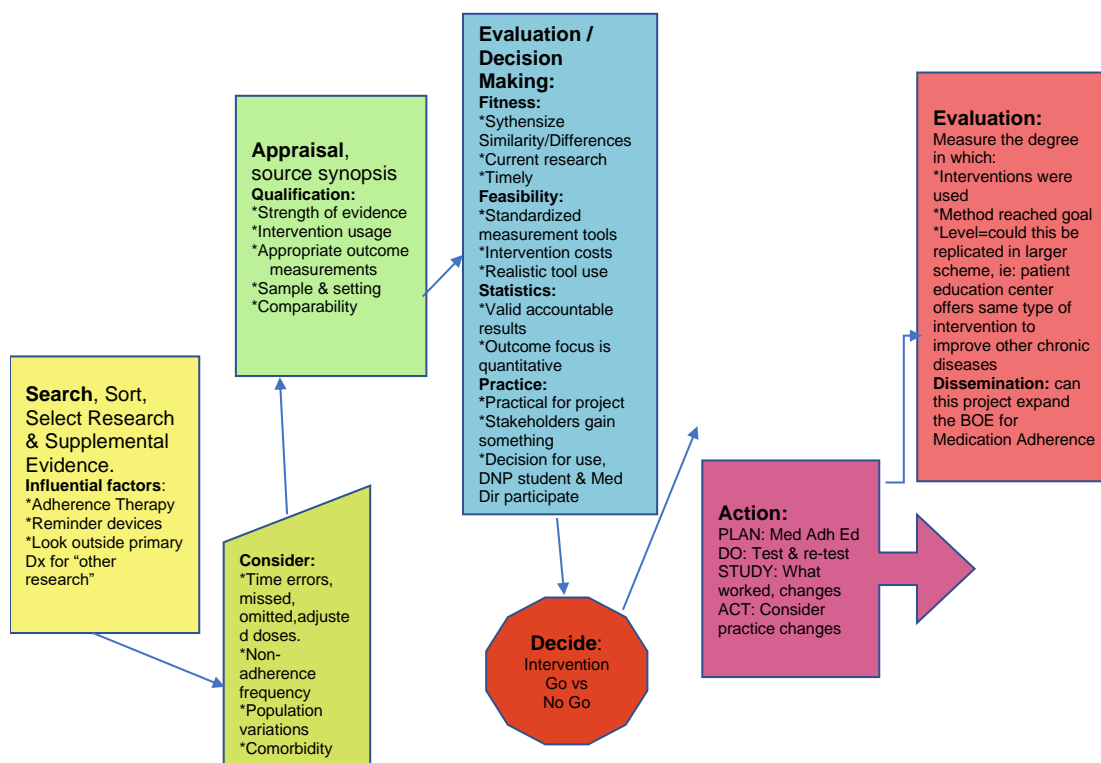 Search, Sort,
Select Research
& Supplemental
Evidence.
Influential factors:
*Adherence Therapy
*Reminder devices
*Look outside primary
Dx for “other
research”
Consider:
*Time errors,
missed,
omitted,adjuste
d doses.
*Non-
adherence
frequency
*Population
variations
*Comorbidity
Appraisal,
source synopsis
Qualification:
*Strength of evidence
*Intervention usage
*Appropriate outcome
measurements
*Sample & setting
*Comparability
Evaluation /
Decision
Making:
Fitness:
*Sythensize
Similarity/Differences
*Current research
*Timely
Feasibility:
*Standardized
measurement tools
*Intervention costs
*Realistic tool use
Statistics:
*Valid accountable
results
*Outcome focus is
quantitative
Practice:
*Practical for project
*Stakeholders gain
something
*Decision for use,
DNP student & Med
Dir participate
Decide:
Intervention
Go vs
No Go
Action:
PLAN: Med Adh Ed
DO: Test & re-test
STUDY: What
worked, changes
ACT: Consider
practice changes
Evaluation:
Measure the degree
in which:
*Interventions were
used
*Method reached goal
*Level=could this be
replicated in larger
scheme, ie: patient
education center
offers same type of
intervention to
improve other chronic
diseases
Dissemination: can
this project expand
the BOE for
Medication Adherence